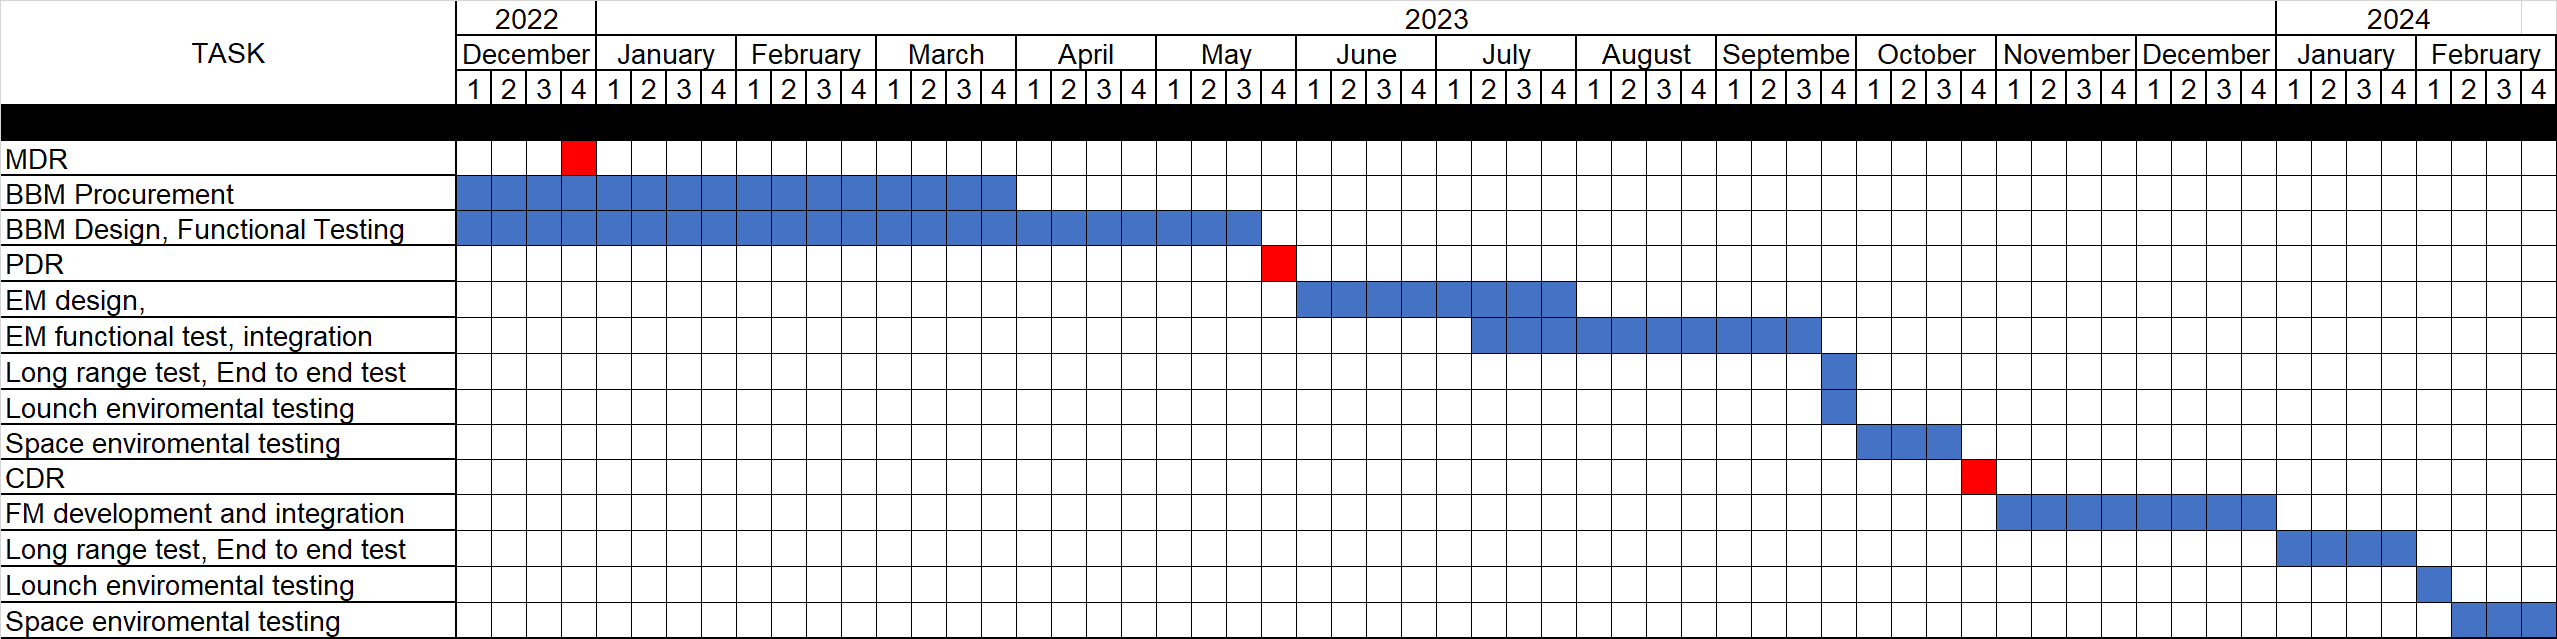 2022 2023 2024
TASK
December January February March April May June July August Septembe October November December January February
1 2 3 4 1 2 3 4 1 2 3 4 1 2 3 4 1 2 3 4 1 2 3 4 1 2 3 4 1 2 3 4 1 2 3 4 1 2 3 4 1 2 3 4 1 2 3 4 1 2 3 4 1 2 3 4 1 2 3 4
MDR
BBM Procurement
BBM Design, Functional Testing
PDR
EM design,
EM functional test, integration
Long range test, End to end test
Lounch enviromental testing
Space enviromental testing
CDR
FM development and integration
Long range test, End to end test
Lounch enviromental testing
Space enviromental testing